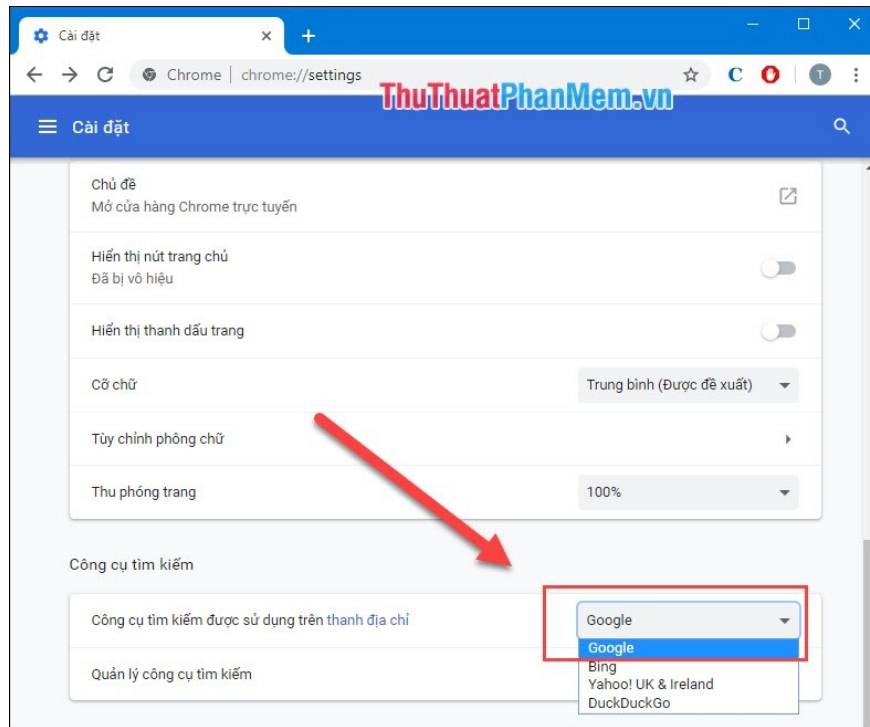 Cài đặt
Chrome | chrome://settings
C
T
ThuThuatPhanMem.vn
Cài đặt
Chủ đề
Mở cửa hàng Chrome trực tuyến
Hiển thị nút trang chủ
Đã bị vô hiệu
Hiển thị thanh dấu trang
Cỡ chữ
Trung bình (Được đề xuất)
Tùy chỉnh phông chữ
Thu phóng trang
100%
Công cụ tìm kiếm
Công cụ tìm kiếm được sử dụng trên thanh địa chỉ
Google
Google
Quản lý công cụ tìm kiếm
Bing
Yahoo! UK & Ireland
DuckDuckGo